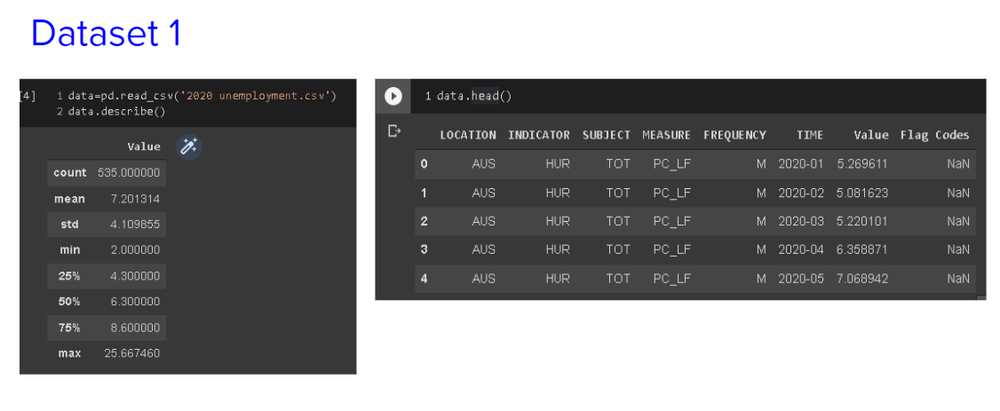 Dataset 1
[4] 1 data=pd.read_csv('2020 unemployment.csv')
2 data.describe()
Value
count 535.000000
mean 7.201314
std 4.109855
min 2.000000
25% 4.300000
50% 6.300000
75% 8.600000
max 25.667460
1 data.head()
LOCATION INDICATOR SUBJECT MEASURE FREQUENCY TIME Value Flag Codes
0 AUS HUR TOT PC_LF M 2020-01 5.269611 NaN
1 AUS HUR TOT PC_LF M 2020-02 5.081623 NaN
2 AUS HUR TOT PC_LF M 2020-03 5.220101 NaN
3 AUS HUR TOT PC_LF M 2020-04 6.358871 NaN
4 AUS HUR TOT PC_LF M 2020-05 7.068942 NaN